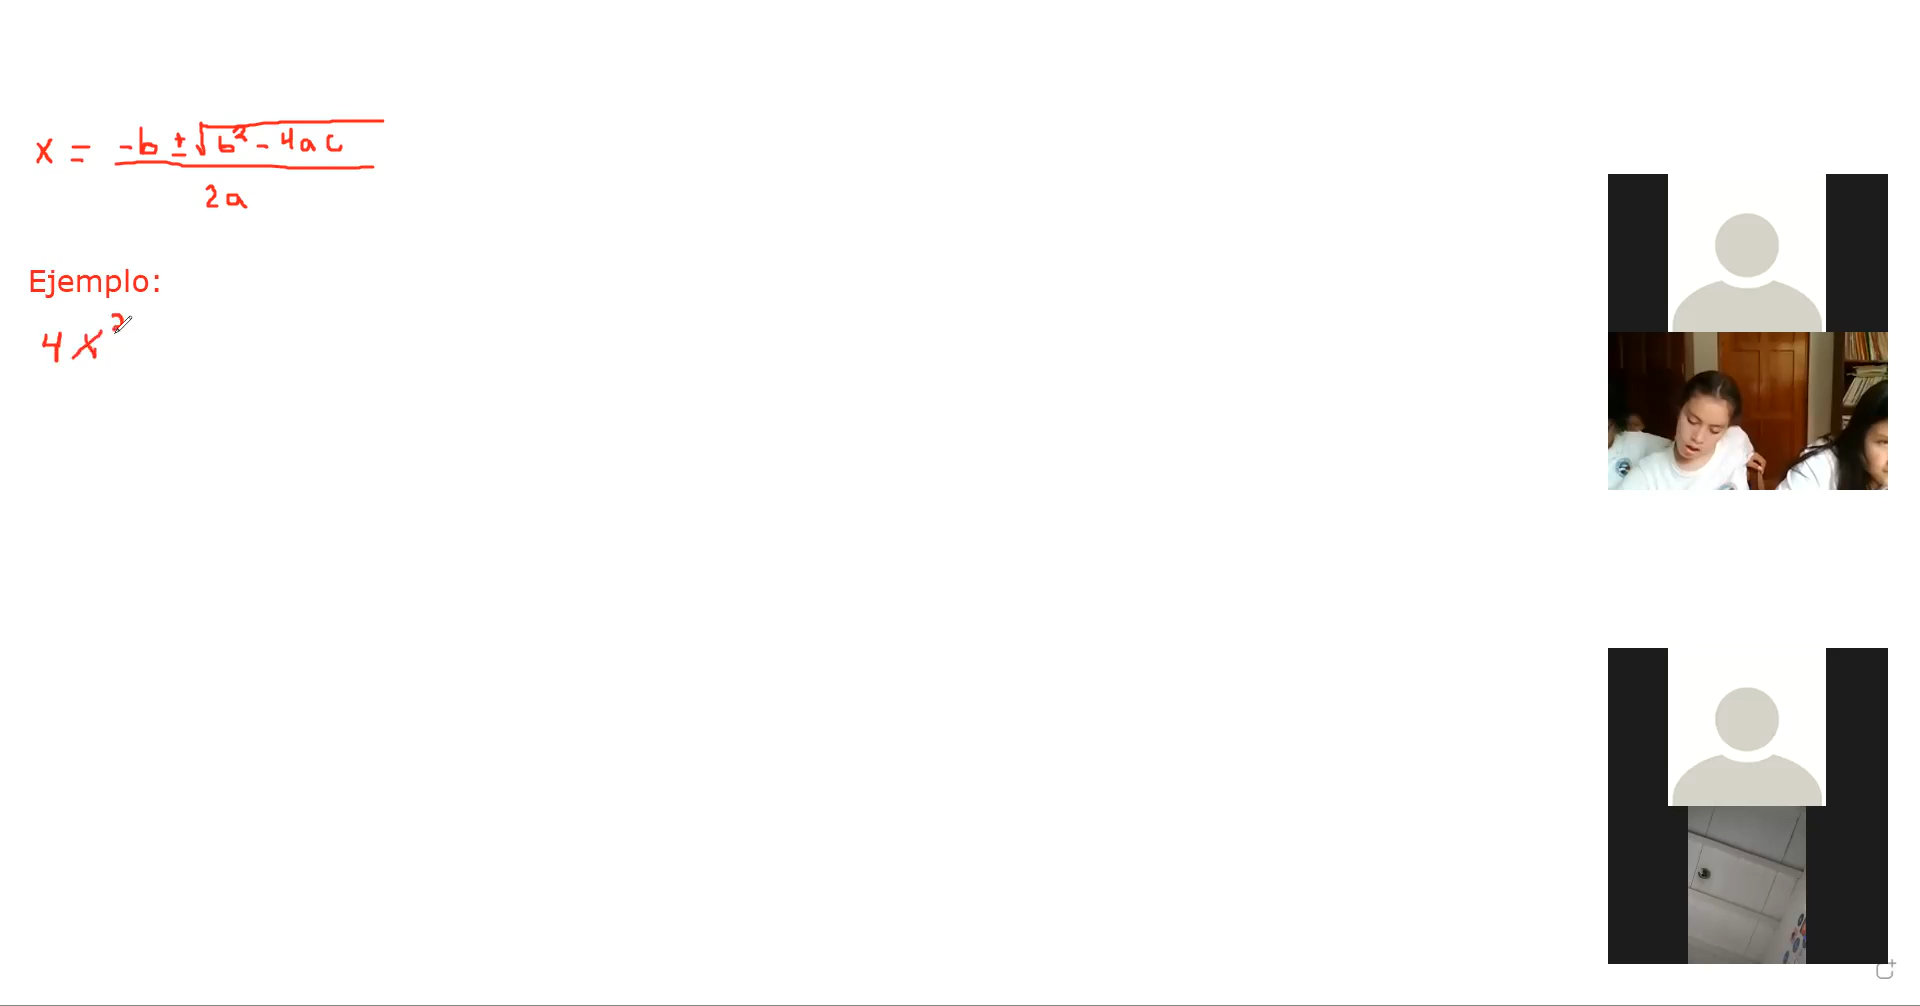 x = -b ± √b² - 4ac
2a
Ejemplo:
4x²